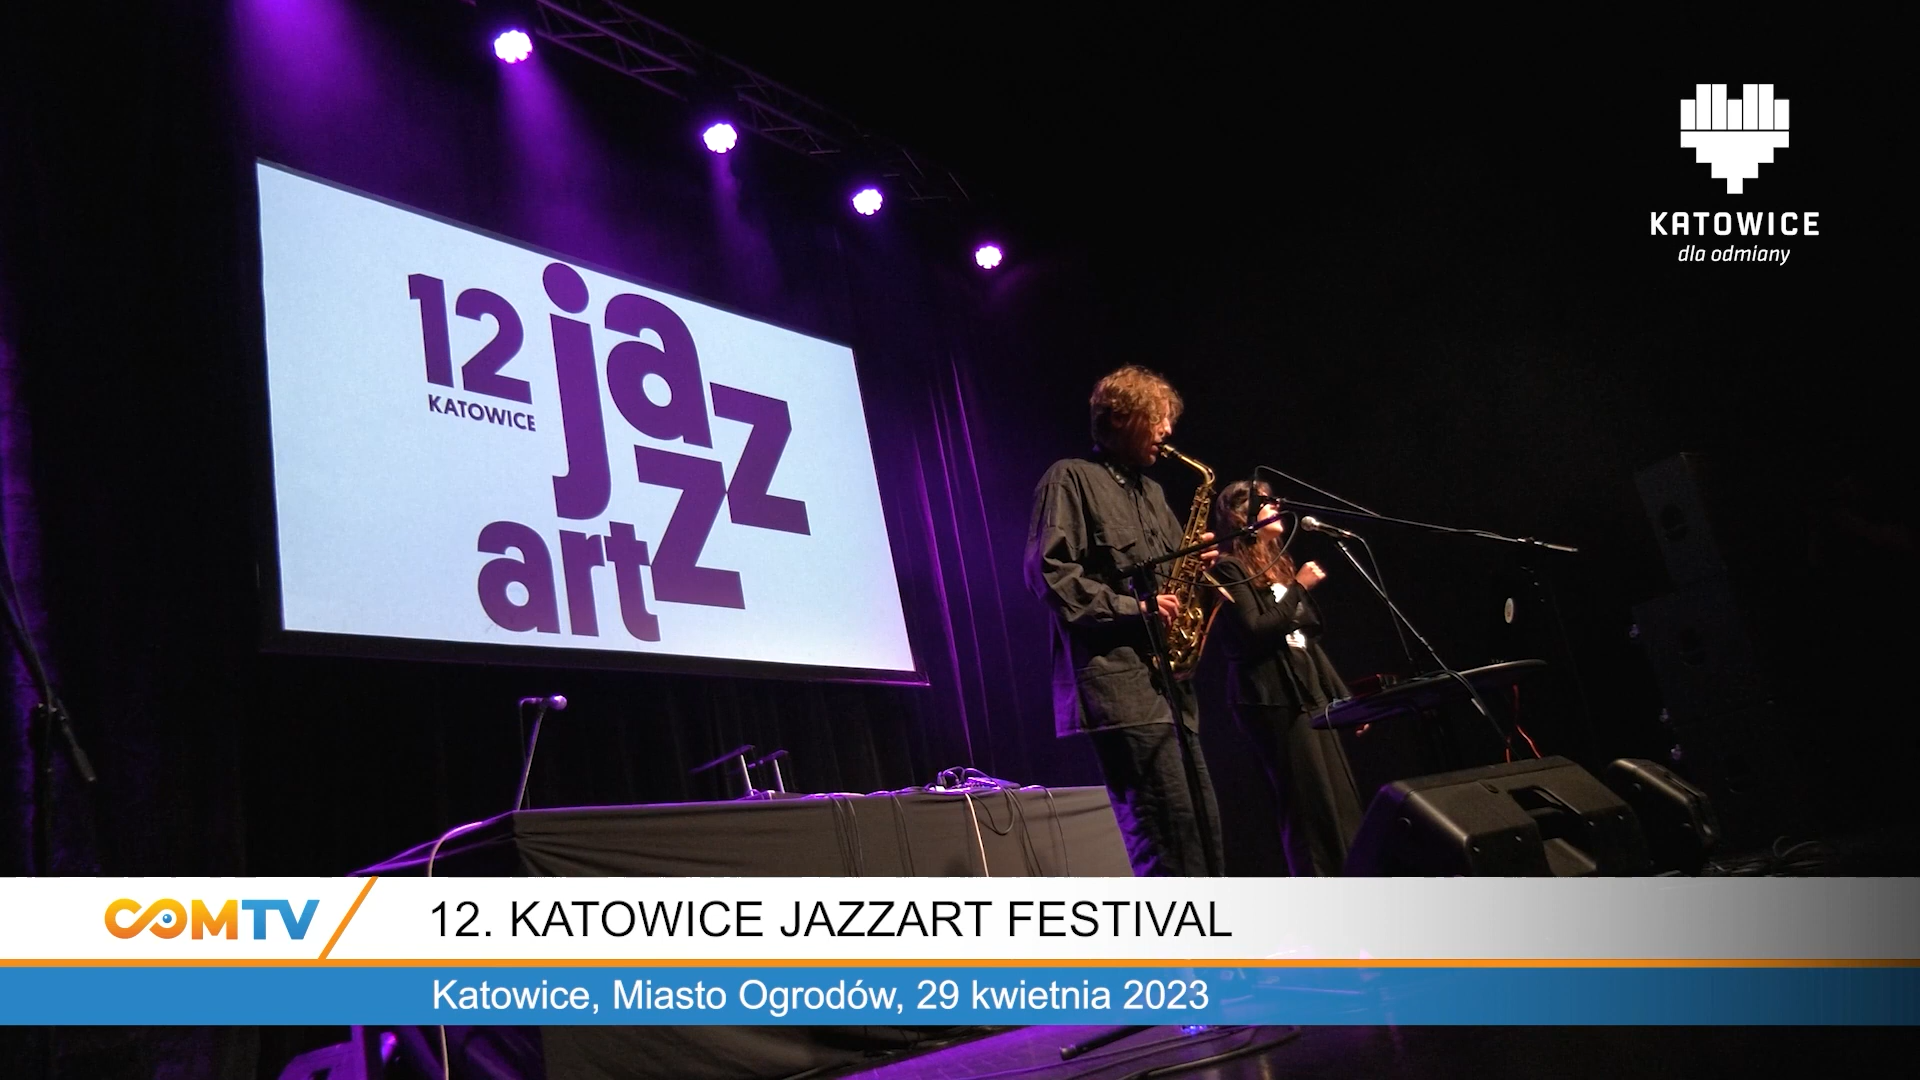 KATOWICE
dla odmiany
12 jazz
KATOWICE
art
COMTV
12. KATOWICE JAZZART FESTIVAL
Katowice, Miasto Ogrodów, 29 kwietnia 2023